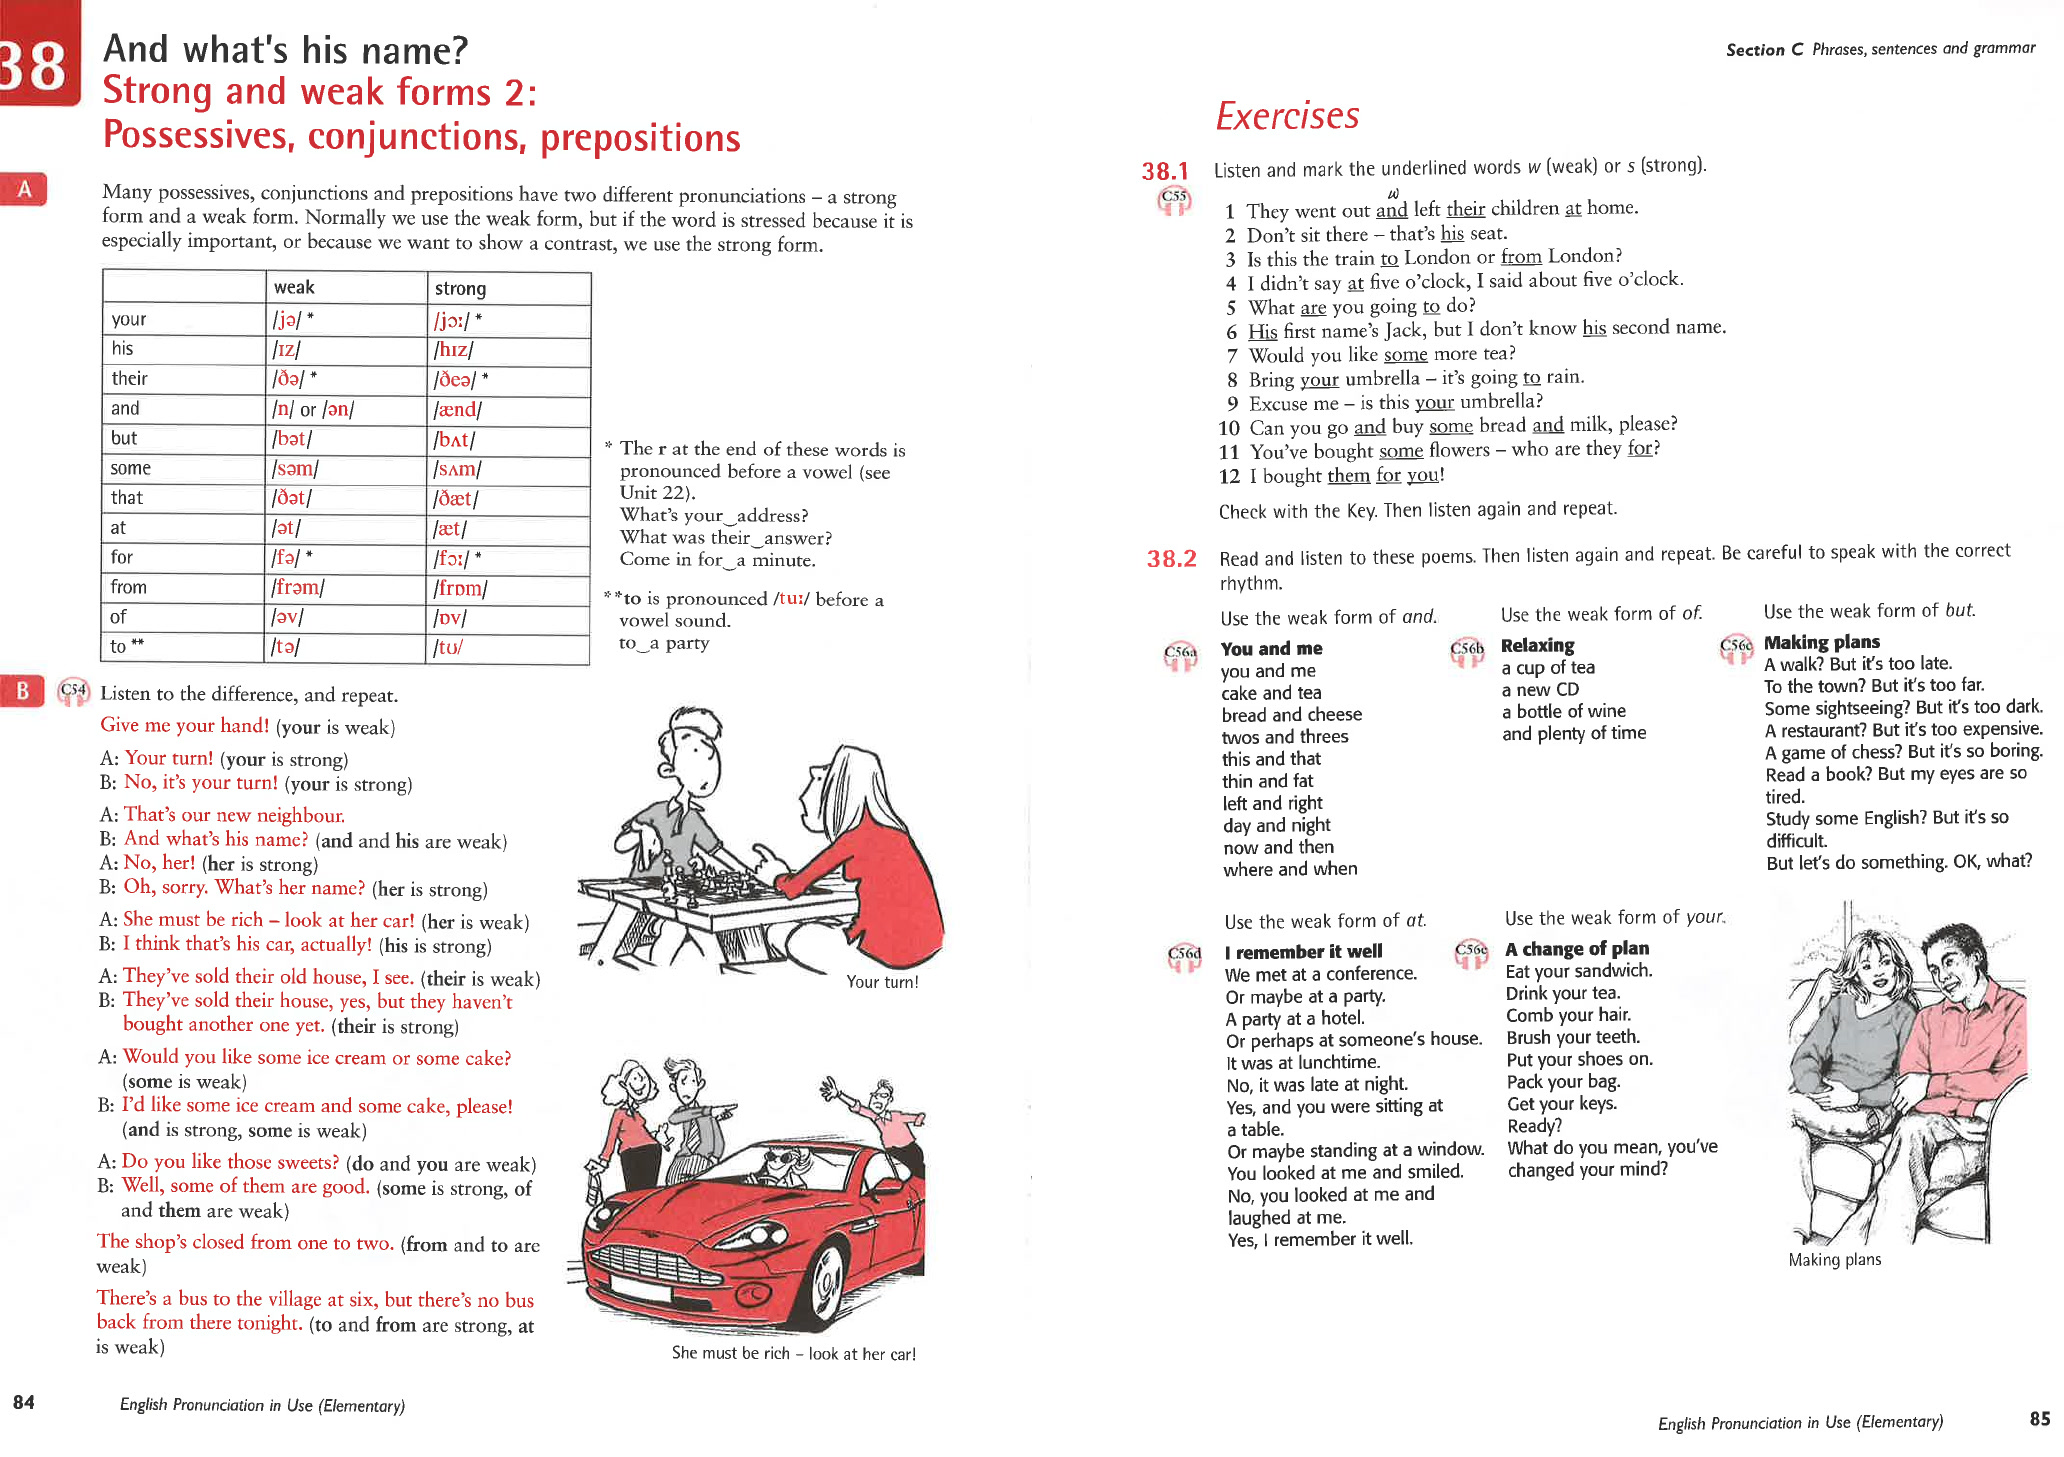 38
And what's his name?
Strong and weak forms 2:
Possessives, conjunctions, prepositions
A
Many possessives, conjunctions and prepositions have two different pronunciations – a strong
form and a weak form. Normally we use the weak form, but if the word is stressed because it is
especially important, or because we want to show a contrast, we use the strong form.
weak strong
your /jə/ * /jɔː/ *
his /ɪz/ /hɪz/
their /ðə/ * /ðeə/ *
and /n/ or /ən/ /ænd/
but /bət/ /bʌt/
some /səm/ /sʌm/
that /ðət/ /ðæt/
at /ət/ /æt/
for /fə/ * /fɔː/ *
from /frəm/ /frɒm/
of /əv/ /ɒv/
to ** /tə/ /tʊ/
* The r at the end of these words is
pronounced before a vowel (see
Unit 22).
What's your‿address?
What was their‿answer?
Come in for‿a minute.
**to is pronounced /tuː/ before a
vowel sound.
to‿a party
B C54 Listen to the difference, and repeat.
Give me your hand! (your is weak)
A: Your turn! (your is strong)
B: No, it's your turn! (your is strong)
A: That's our new neighbour.
B: And what's his name? (and and his are weak)
A: No, her! (her is strong)
B: Oh, sorry. What's her name? (her is strong)
A: She must be rich – look at her car! (her is weak)
B: I think that's his car, actually! (his is strong)
A: They've sold their old house, I see. (their is weak)
B: They've sold their house, yes, but they haven't
bought another one yet. (their is strong)
A: Would you like some ice cream or some cake?
(some is weak)
B: I'd like some ice cream and some cake, please!
(and is strong, some is weak)
A: Do you like those sweets? (do and you are weak)
B: Well, some of them are good. (some is strong, of
and them are weak)
The shop's closed from one to two. (from and to are
weak)
There's a bus to the village at six, but there's no bus
back from there tonight. (to and from are strong, at
is weak)
Your turn!
She must be rich – look at her car!
84 English Pronunciation in Use (Elementary)
Section C Phrases, sentences and grammar
Exercises
38.1 Listen and mark the underlined words w (weak) or s (strong).
C55
w
1 They went out and left their children at home.
2 Don't sit there – that's his seat.
3 Is this the train to London or from London?
4 I didn't say at five o'clock, I said about five o'clock.
5 What are you going to do?
6 His first name's Jack, but I don't know his second name.
7 Would you like some more tea?
8 Bring your umbrella – it's going to rain.
9 Excuse me – is this your umbrella?
10 Can you go and buy some bread and milk, please?
11 You've bought some flowers – who are they for?
12 I bought them for you!
Check with the Key. Then listen again and repeat.
38.2 Read and listen to these poems. Then listen again and repeat. Be careful to speak with the correct
rhythm.
Use the weak form of and.
C56a You and me
you and me
cake and tea
bread and cheese
twos and threes
this and that
thin and fat
left and right
day and night
now and then
where and when
Use the weak form of of.
C56b Relaxing
a cup of tea
a new CD
a bottle of wine
and plenty of time
Use the weak form of but.
C56c Making plans
A walk? But it's too late.
To the town? But it's too far.
Some sightseeing? But it's too dark.
A restaurant? But it's too expensive.
A game of chess? But it's so boring.
Read a book? But my eyes are so
tired.
Study some English? But it's so
difficult.
But let's do something. OK, what?
Use the weak form of at.
C56d I remember it well
We met at a conference.
Or maybe at a party.
A party at a hotel.
Or perhaps at someone's house.
It was at lunchtime.
No, it was late at night.
Yes, and you were sitting at
a table.
Or maybe standing at a window.
You looked at me and smiled.
No, you looked at me and
laughed at me.
Yes, I remember it well.
Use the weak form of your.
C56e A change of plan
Eat your sandwich.
Drink your tea.
Comb your hair.
Brush your teeth.
Put your shoes on.
Pack your bag.
Get your keys.
Ready?
What do you mean, you've
changed your mind?
Making plans
English Pronunciation in Use (Elementary) 85